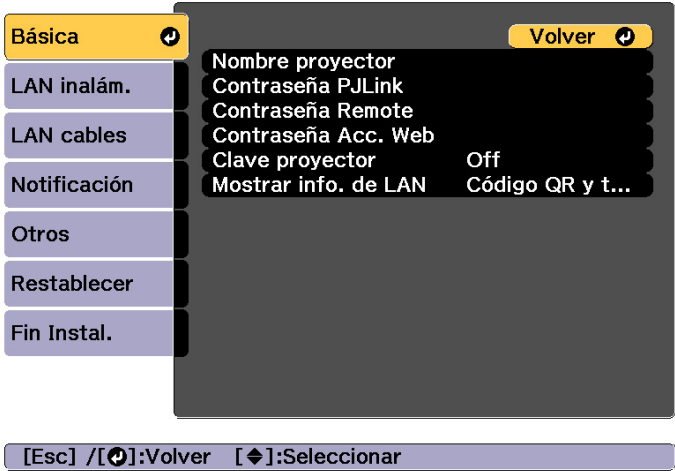 Básica
LAN inalám.
LAN cables
Notificación
Otros
Restablecer
Fin Instal.
Volver
Nombre proyector
Contraseña PJLink
Contraseña Remote
Contraseña Acc. Web
Clave proyector Off
Mostrar info. de LAN Código QR y t...
[Esc] /[]:Volver []:Seleccionar